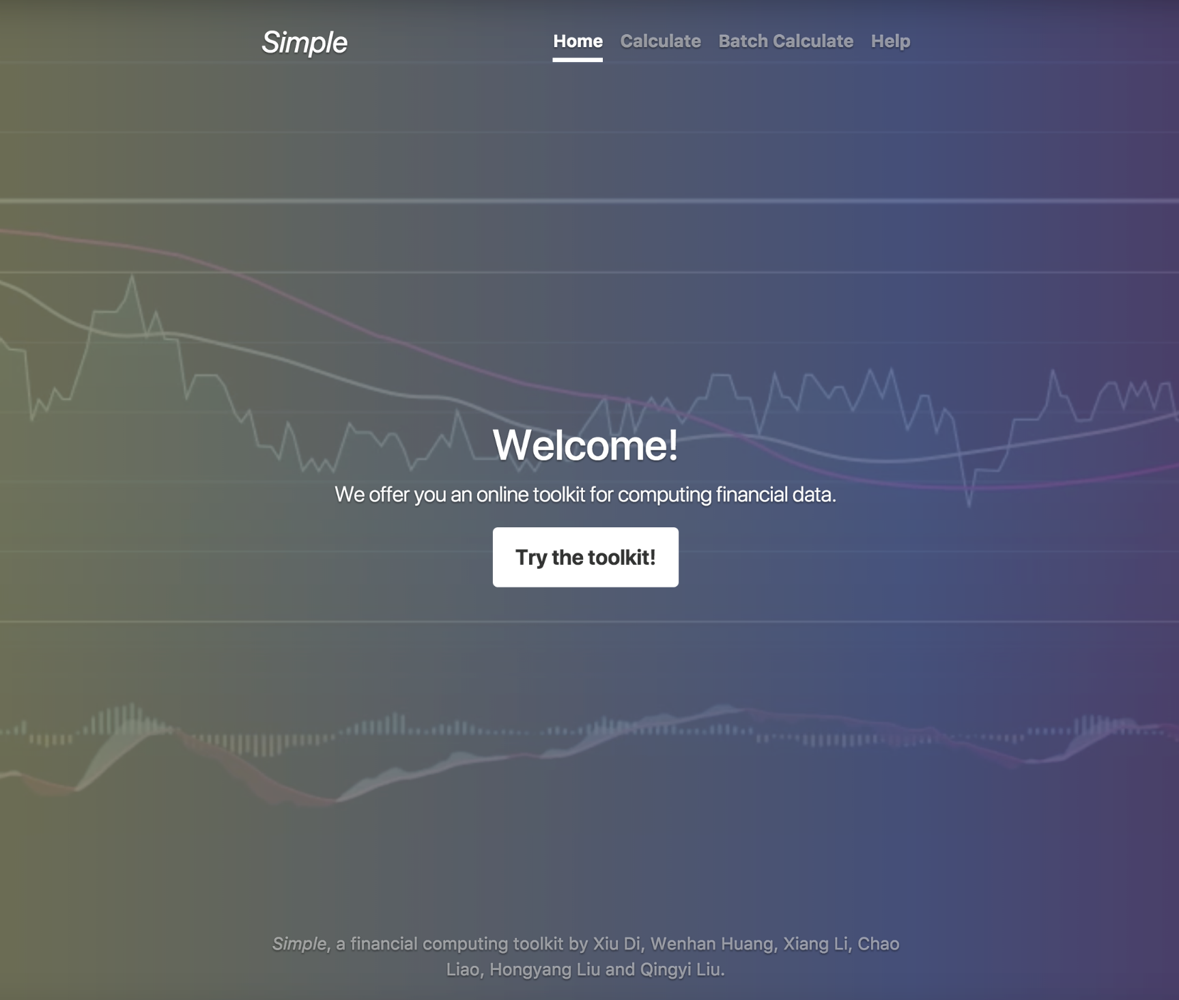 Simple
Home Calculate Batch Calculate Help
Welcome!
We offer you an online toolkit for computing financial data.
Try the toolkit!
Simple, a financial computing toolkit by Xiu Di, Wenhan Huang, Xiang Li, Chao
Liao, Hongyang Liu and Qingyi Liu.